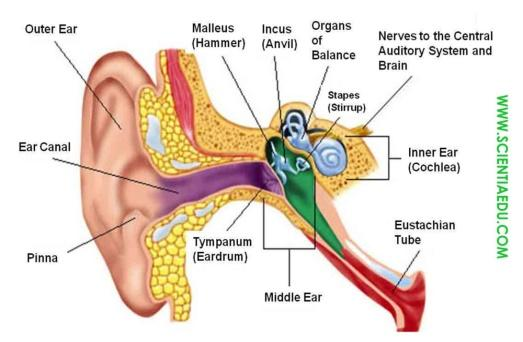 Outer Ear
Malleus
(Hammer)
Incus
(Anvil)
Organs
of
Balance
Nerves to the Central
Auditory System and
Brain
Stapes
(Stirrup)
Ear Canal
Inner Ear
(Cochlea)
Pinna
Tympanum
(Eardrum)
Eustachian
Tube
Middle Ear
WWW.SCIENTIAEDU.COM